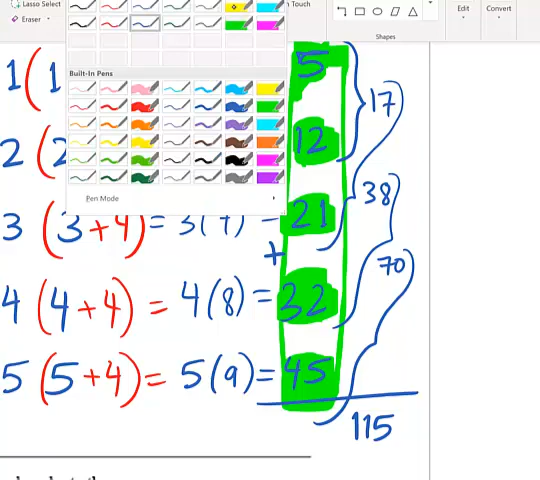 Lasso Select
Eraser
Touch
Shapes
Edit
Convert
Built-In Pens
Pen Mode
1(1 5
17
2(2 12
3(3+4)=3(7) 21
38
+
70
4(4+4)=4(8)=32
5(5+4)=5(9)=45
115